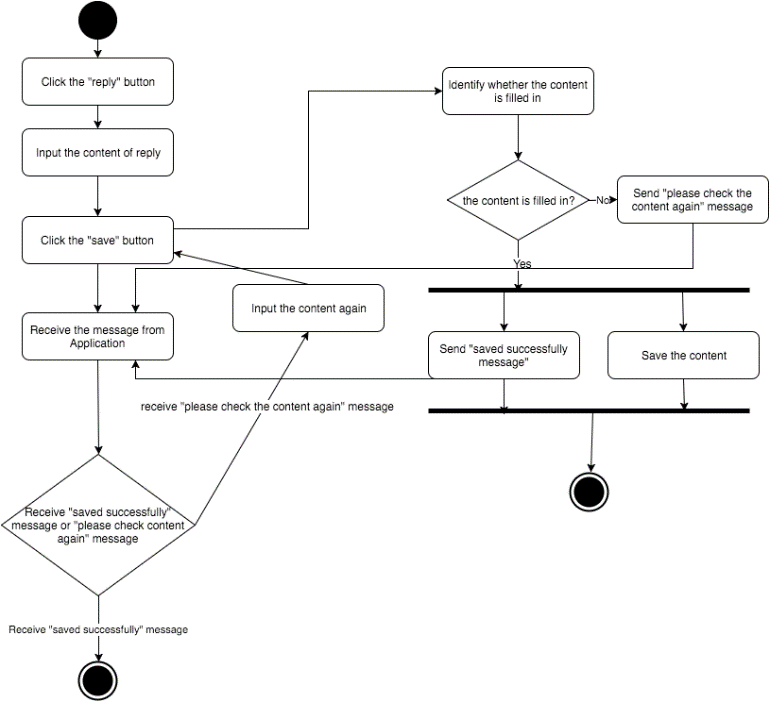 Click the "reply" button
Input the content of reply
Click the "save" button
Receive the message from
Application
Input the content again
receive "please check the content again" message
Receive "saved successfully"
message or "please check content
again" message
Receive "saved successfully" message
Identify whether the content
is filled in
the content is filled in?
No
Send "please check the
content again" message
Yes
Send "saved successfully
message"
Save the content